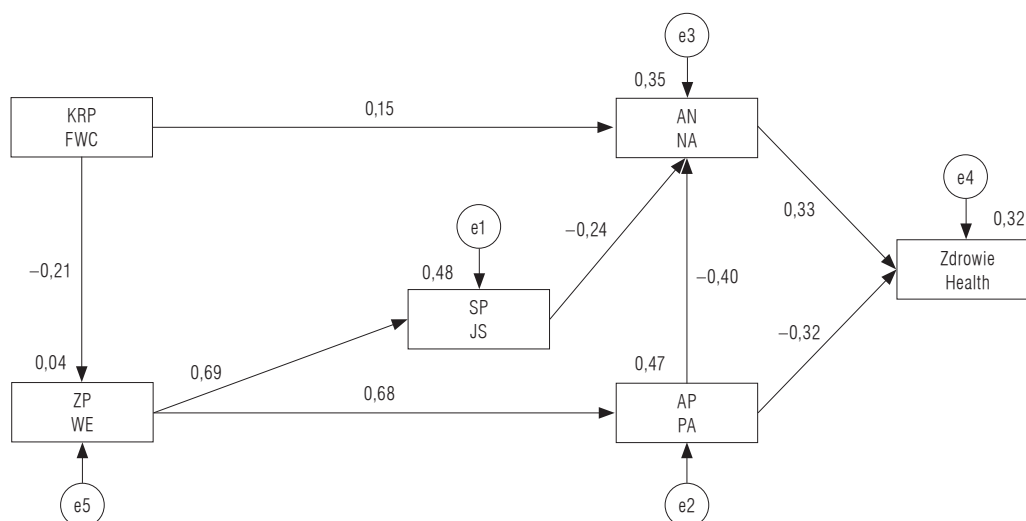 e3
0,35
KRP
FWC
0,15
AN
NA
e4
0,33
0,32
e1
−0,24
Zdrowie
Health
−0,21
0,48
−0,40
SP
JS
−0,32
0,04
0,69
0,47
0,68
ZP
WE
AP
PA
e5
e2